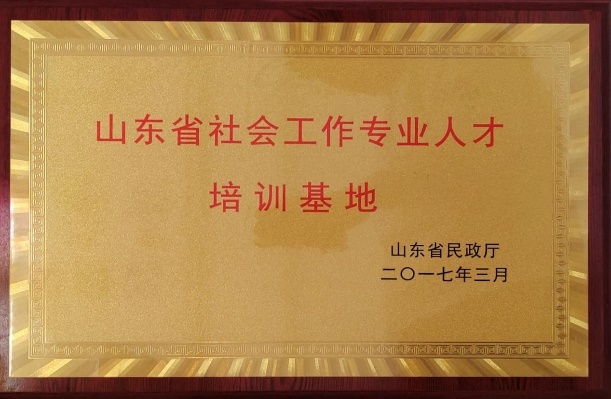 山东省社会工作专业人才
培训基地
山东省民政厅
二〇一七年三月